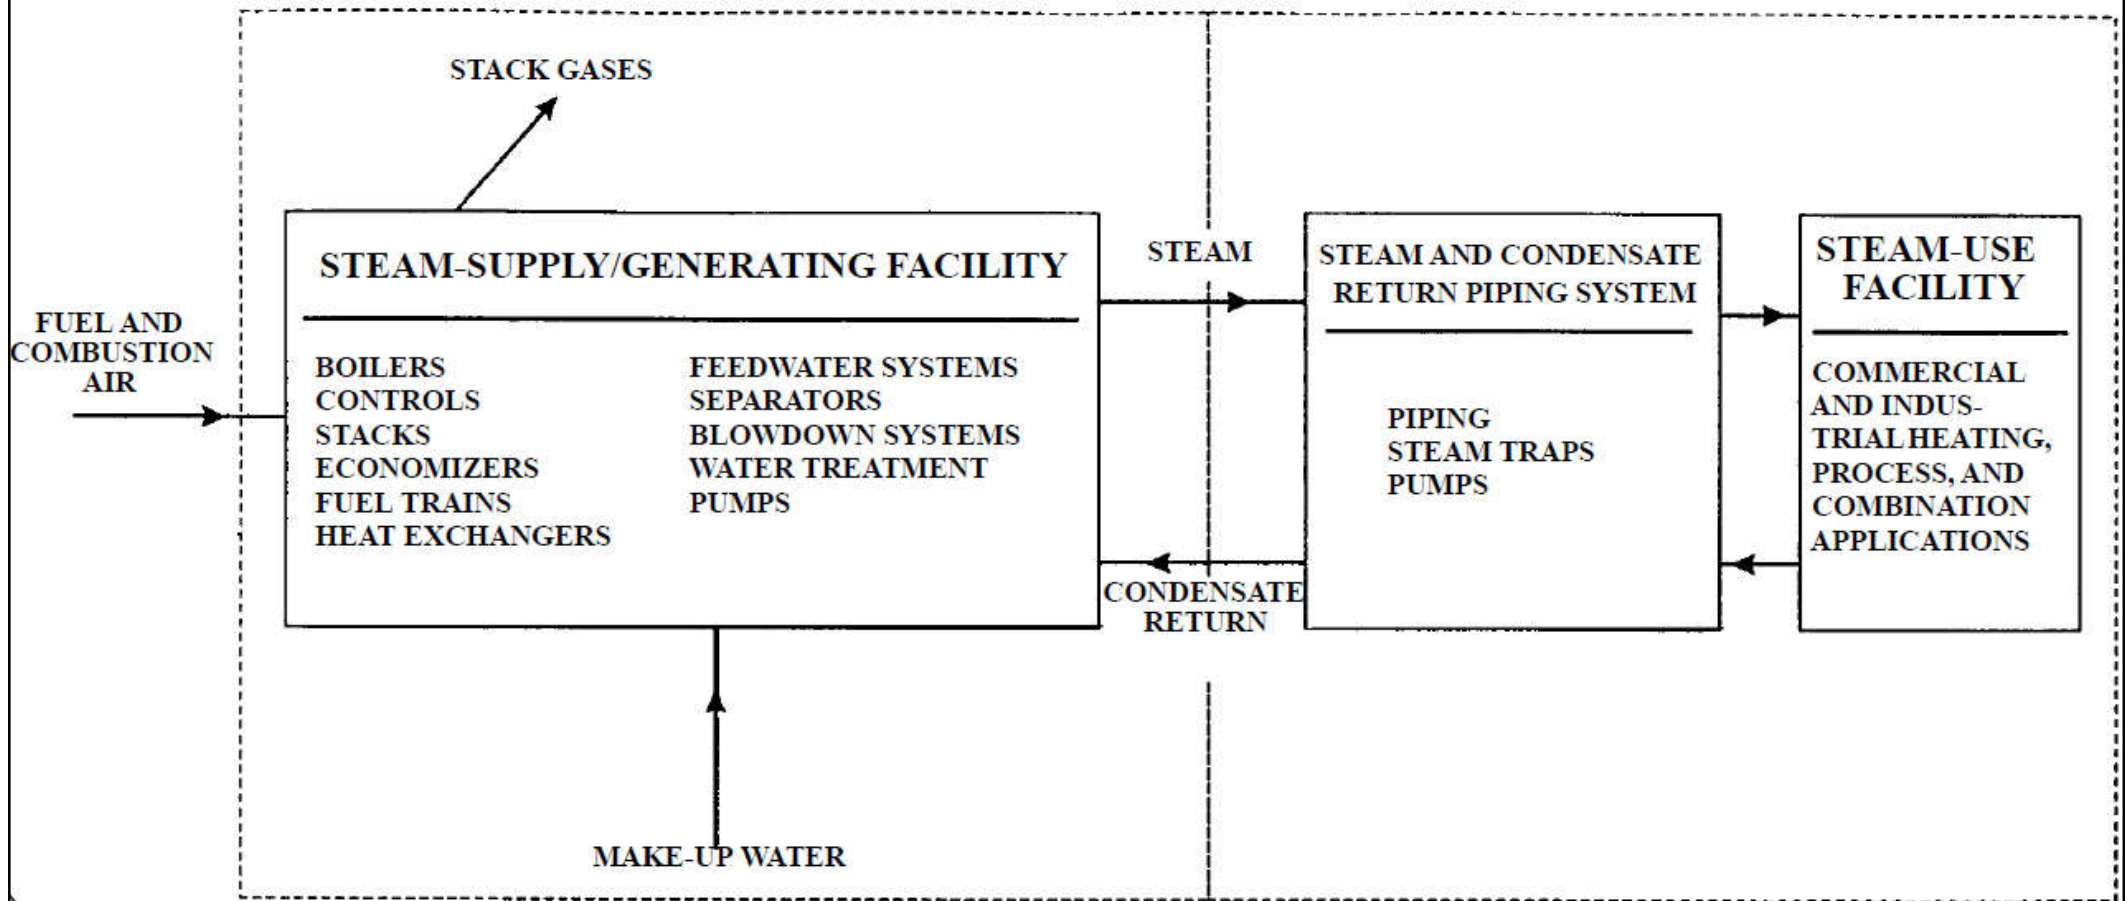 STACK GASES
STEAM-SUPPLY/GENERATING FACILITY
FUEL AND
COMBUSTION
AIR
BOILERS
CONTROLS
STACKS
ECONOMIZERS
FUEL TRAINS
HEAT EXCHANGERS
FEEDWATER SYSTEMS
SEPARATORS
BLOWDOWN SYSTEMS
WATER TREATMENT
PUMPS
MAKE-UP WATER
STEAM
CONDENSATE
RETURN
STEAM AND CONDENSATE
RETURN PIPING SYSTEM
PIPING
STEAM TRAPS
PUMPS
STEAM-USE
FACILITY
COMMERCIAL
AND INDUS-
TRIAL HEATING,
PROCESS, AND
COMBINATION
APPLICATIONS